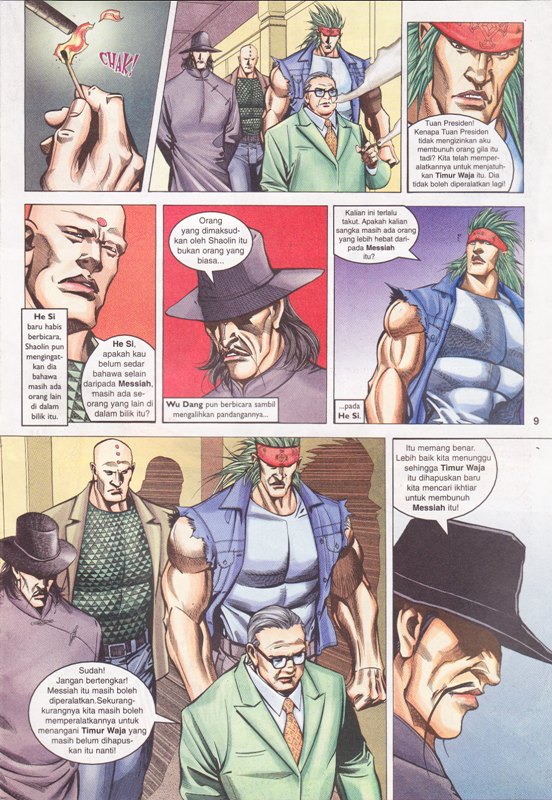 CHAK!
Tuan Presiden!
Kenapa Tuan Presiden
tidak mengizinkan aku
membunuh orang gila itu
tadi? Kita telah memper-
alatkannya untuk menjatuh-
kan Timur Waja itu. Dia
tidak boleh diperalatkan lagi!
He Si
baru habis
berbicara,
Shaolin pun
mengingat-
kan dia
bahawa
masih ada
orang lain
di dalam
bilik itu.
He Si,
apakah kau
belum sedar
bahawa selain
daripada Messiah,
masih ada se-
orang yang lain di
dalam bilik itu?
Orang
yang dimaksud-
kan oleh Shaolin itu
bukan orang yang
biasa...
Wu Dang pun berbicara sambil
mengalihkan pandangannya...
Kalian ini terlalu
takut. Apakah kalian
sangka masih ada orang
yang lebih hebat dari-
pada Messiah
itu?
...pada
He Si.
9
Sudah!
Jangan bertengkar!
Messiah itu masih boleh
diperalatkan.Sekurang-
kurangnya kita masih boleh
memperalatkannya untuk
menangani Timur Waja yang
masih belum dihapus-
kan itu nanti!
Itu memang benar.
Lebih baik kita menunggu
sehingga Timur Waja
itu dihapuskan baru
kita mencari ikhtiar
untuk membunuh
Messiah itu!